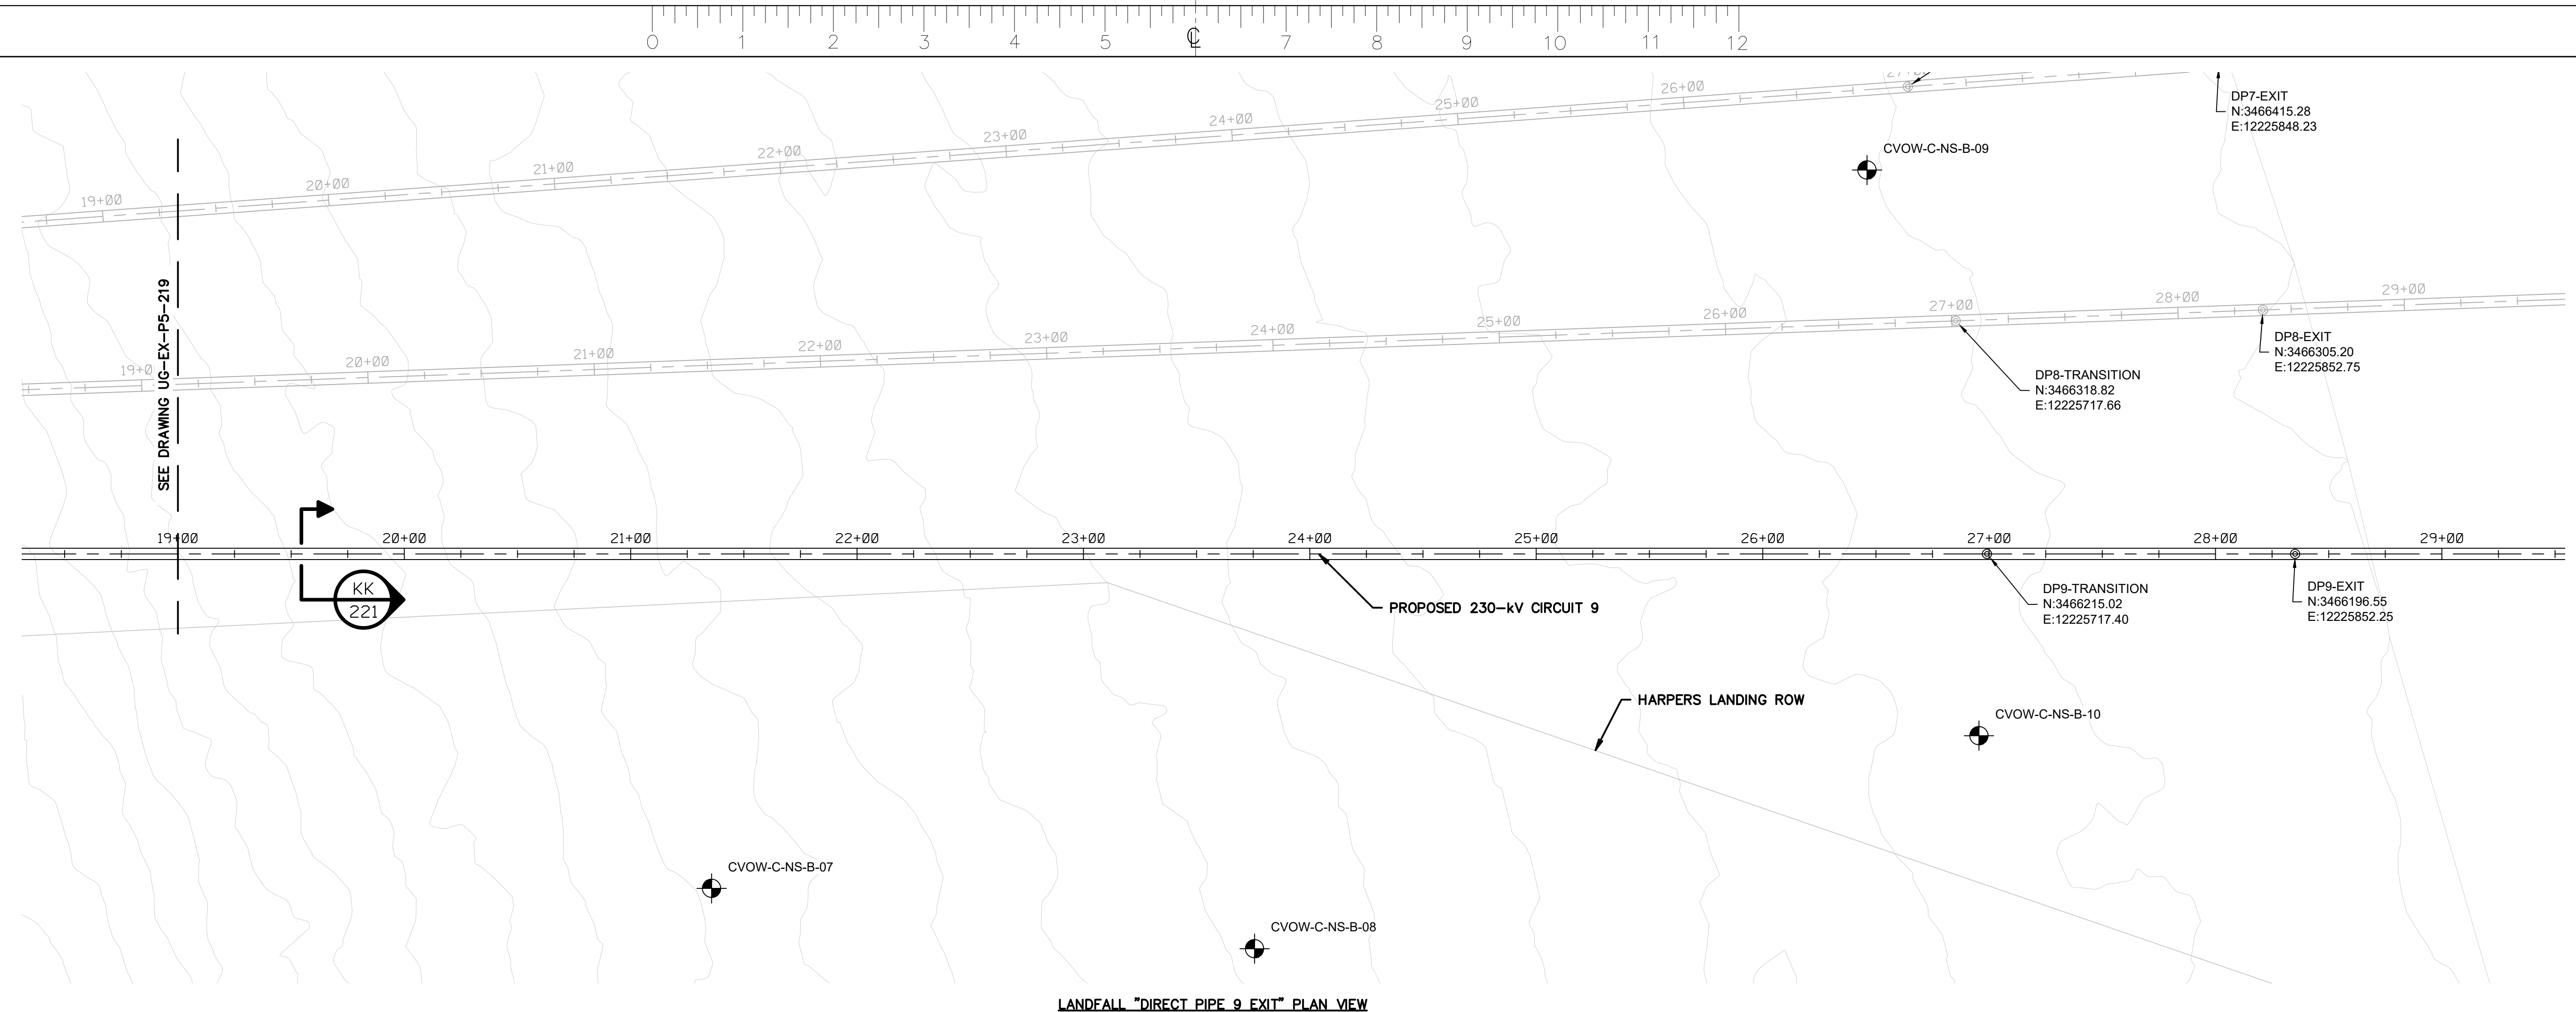 0 1 2 3 4 5 ℄ 7 8 9 10 11 12
27+00
26+00
25+00
24+00
23+00
22+00
21+00
20+00
19+00
DP7-EXIT
N:3466415.28
E:12225848.23
CVOW-C-NS-B-09
SEE DRAWING UG-EX-P5-219
19+0
20+00
21+00
22+00
23+00
24+00
25+00
26+00
27+00
28+00
29+00
DP8-EXIT
N:3466305.20
E:12225852.75
DP8-TRANSITION
N:3466318.82
E:12225717.66
19+00 20+00 21+00 22+00 23+00 24+00 25+00 26+00 27+00 28+00 29+00
KK
221
PROPOSED 230-kV CIRCUIT 9
DP9-TRANSITION
N:3466215.02
E:12225717.40
DP9-EXIT
N:3466196.55
E:12225852.25
HARPERS LANDING ROW
CVOW-C-NS-B-10
CVOW-C-NS-B-07
CVOW-C-NS-B-08
LANDFALL "DIRECT PIPE 9 EXIT" PLAN VIEW